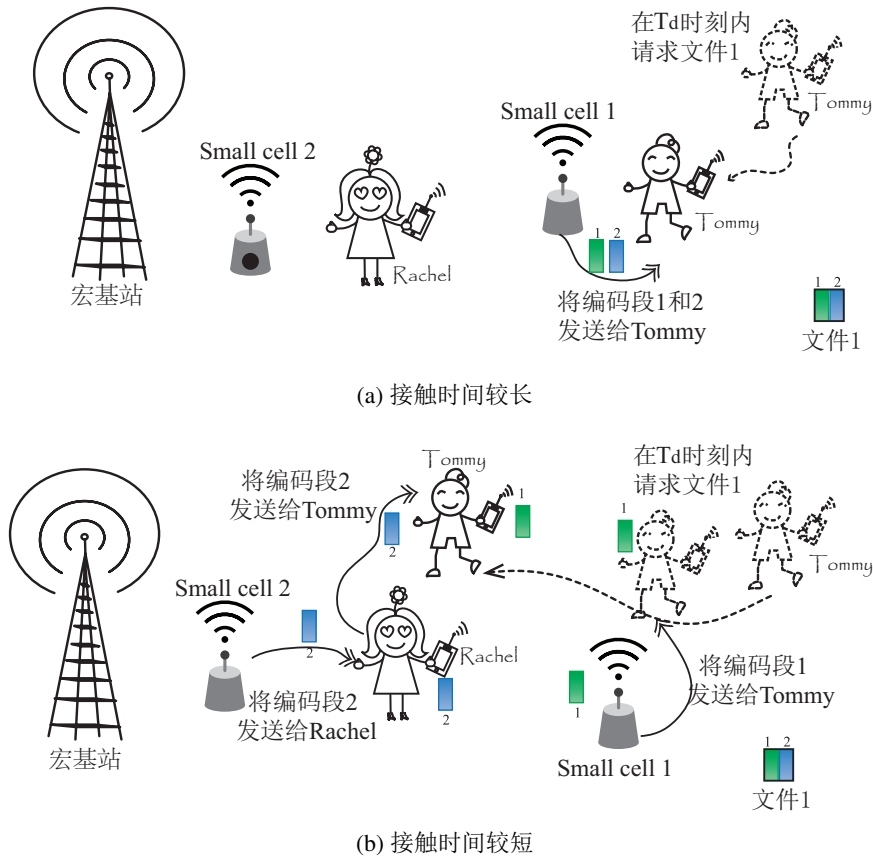 在Td时刻内
请求文件1
Tommy
Small cell 1
Small cell 2
Tommy
Rachel
1 2
宏基站
将编码段1和2
发送给Tommy
1 2
文件1
(a) 接触时间较长
Tommy
在Td时刻内
请求文件1
将编码段2
发送给Tommy
1
1
2
Tommy
Small cell 2
2
Rachel
将编码段1
发送给Tommy
将编码段2
发送给Rachel
2
1
宏基站
Small cell 1
1 2
文件1
(b) 接触时间较短